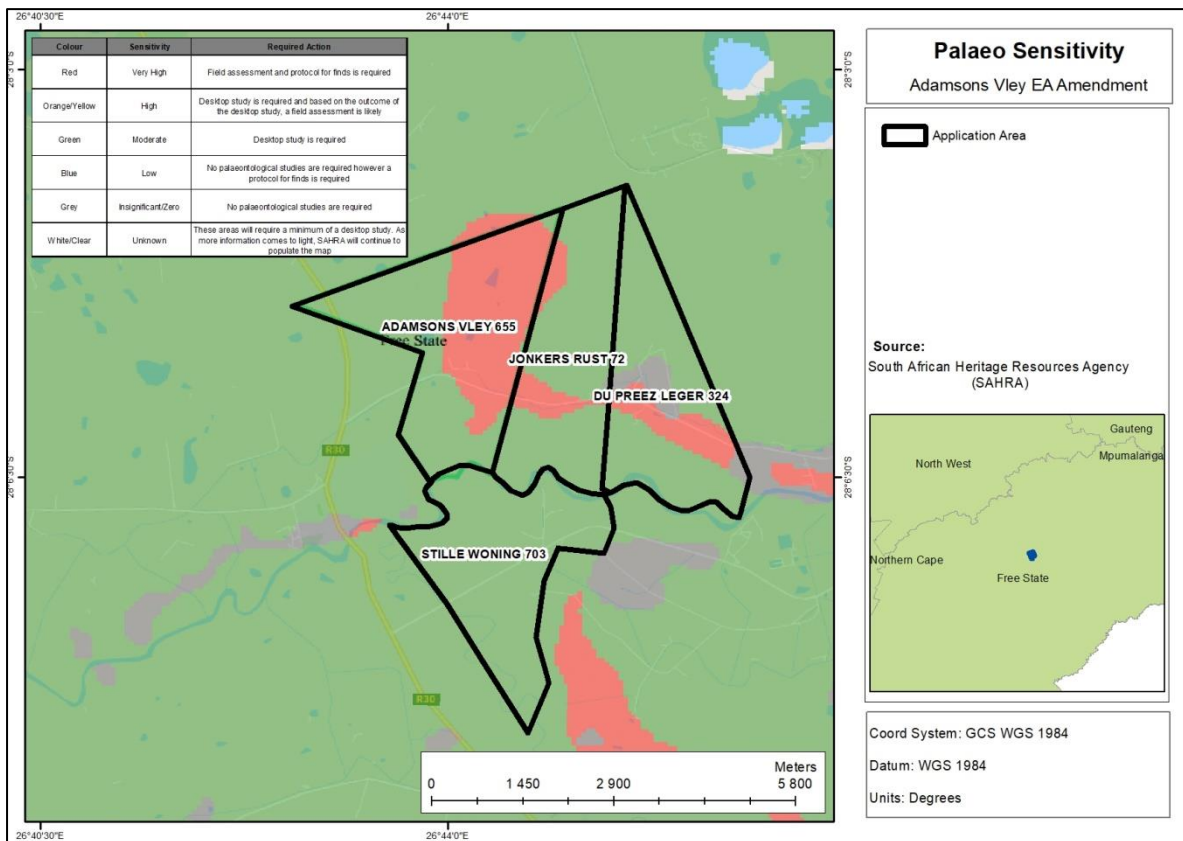 26°40'30"E
26°44'0"E
28°3'0"S
28°3'0"S
Colour Sensitivity Required Action
Red Very High Field assessment and protocol for finds is required
Orange/Yellow High Desktop study is required and based on the outcome of
the desktop study, a field assessment is likely
Green Moderate Desktop study is required
Blue Low No palaeontological studies are required however a
protocol for finds is required
Grey Insignificant/Zero No palaeontological studies are required
White/Clear Unknown These areas will require a minimum of a desktop study. As
more information comes to light, SAHRA will continue to
populate the map
ADAMSONS VLEY 655
Free State
JONKERS RUST 72
DU PREEZ LEGER 324
R30
28°6'30"S
28°6'30"S
STILLE WONING 703
R30
Meters
0 1 450 2 900 5 800
26°40'30"E
26°44'0"E
Palaeo Sensitivity
Adamsons Vley EA Amendment
Application Area
Source:
South African Heritage Resources Agency
(SAHRA)
Gauteng
North West
Mpumalanga
Northern Cape
Free State
Coord System: GCS WGS 1984
Datum: WGS 1984
Units: Degrees